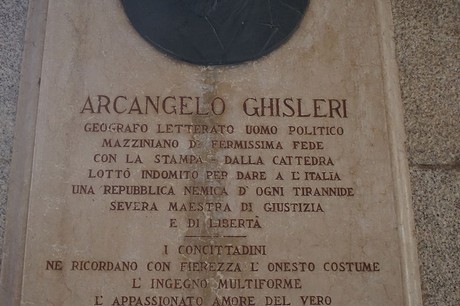 ARCANGELO GHISLERI
GEOGRAFO LETTERATO UOMO POLITICO
MAZZINIANO DI FERMISSIMA FEDE
CON LA STAMPA DALLA CATTEDRA
LOTTÒ INDOMITO PER DARE A L'ITALIA
UNA REPUBBLICA NEMICA D'OGNI TIRANNIDE
SEVERA MAESTRA DI GIUSTIZIA
E DI LIBERTÀ
I CONCITTADINI
NE RICORDANO CON FIEREZZA L'ONESTO COSTUME
L'INGEGNO MULTIFORME
L'APPASSIONATO AMORE DEL VERO